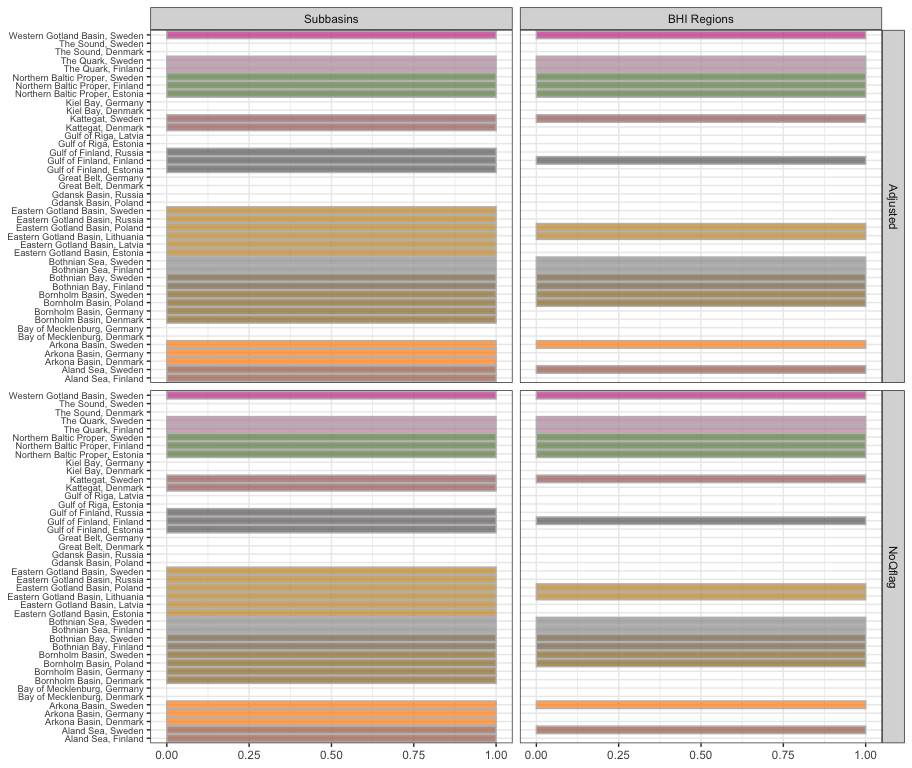 Subbasins
BHI Regions
Western Gotland Basin, Sweden
The Sound, Sweden
The Sound, Denmark
The Quark, Sweden
The Quark, Finland
Northern Baltic Proper, Sweden
Northern Baltic Proper, Finland
Northern Baltic Proper, Estonia
Kiel Bay, Germany
Kiel Bay, Denmark
Kattegat, Sweden
Kattegat, Denmark
Gulf of Riga, Latvia
Gulf of Riga, Estonia
Gulf of Finland, Russia
Gulf of Finland, Finland
Gulf of Finland, Estonia
Great Belt, Germany
Great Belt, Denmark
Gdansk Basin, Russia
Gdansk Basin, Poland
Eastern Gotland Basin, Sweden
Eastern Gotland Basin, Russia
Eastern Gotland Basin, Poland
Eastern Gotland Basin, Lithuania
Eastern Gotland Basin, Latvia
Eastern Gotland Basin, Estonia
Bothnian Sea, Sweden
Bothnian Sea, Finland
Bothnian Bay, Sweden
Bothnian Bay, Finland
Bornholm Basin, Sweden
Bornholm Basin, Poland
Bornholm Basin, Germany
Bornholm Basin, Denmark
Bay of Mecklenburg, Germany
Bay of Mecklenburg, Denmark
Arkona Basin, Sweden
Arkona Basin, Germany
Arkona Basin, Denmark
Aland Sea, Sweden
Aland Sea, Finland
Adjusted
Western Gotland Basin, Sweden
The Sound, Sweden
The Sound, Denmark
The Quark, Sweden
The Quark, Finland
Northern Baltic Proper, Sweden
Northern Baltic Proper, Finland
Northern Baltic Proper, Estonia
Kiel Bay, Germany
Kiel Bay, Denmark
Kattegat, Sweden
Kattegat, Denmark
Gulf of Riga, Latvia
Gulf of Riga, Estonia
Gulf of Finland, Russia
Gulf of Finland, Finland
Gulf of Finland, Estonia
Great Belt, Germany
Great Belt, Denmark
Gdansk Basin, Russia
Gdansk Basin, Poland
Eastern Gotland Basin, Sweden
Eastern Gotland Basin, Russia
Eastern Gotland Basin, Poland
Eastern Gotland Basin, Lithuania
Eastern Gotland Basin, Latvia
Eastern Gotland Basin, Estonia
Bothnian Sea, Sweden
Bothnian Sea, Finland
Bothnian Bay, Sweden
Bothnian Bay, Finland
Bornholm Basin, Sweden
Bornholm Basin, Poland
Bornholm Basin, Germany
Bornholm Basin, Denmark
Bay of Mecklenburg, Germany
Bay of Mecklenburg, Denmark
Arkona Basin, Sweden
Arkona Basin, Germany
Arkona Basin, Denmark
Aland Sea, Sweden
Aland Sea, Finland
NoQflag
0.00 0.25 0.50 0.75 1.00
0.00 0.25 0.50 0.75 1.00